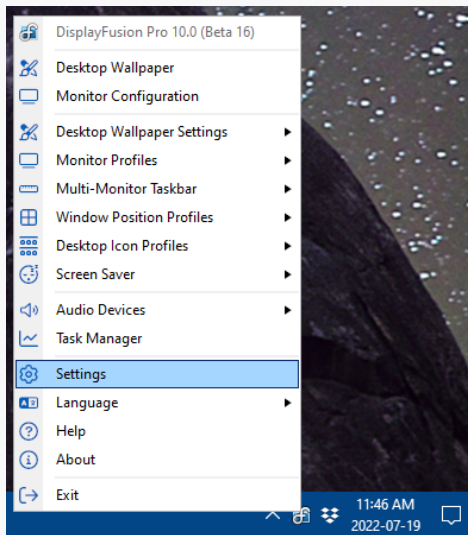 DisplayFusion Pro 10.0 (Beta 16)
Desktop Wallpaper
Monitor Configuration
Desktop Wallpaper Settings
Monitor Profiles
Multi-Monitor Taskbar
Window Position Profiles
Desktop Icon Profiles
Screen Saver
Audio Devices
Task Manager
Settings
Language
Help
About
Exit
11:46 AM
2022-07-19